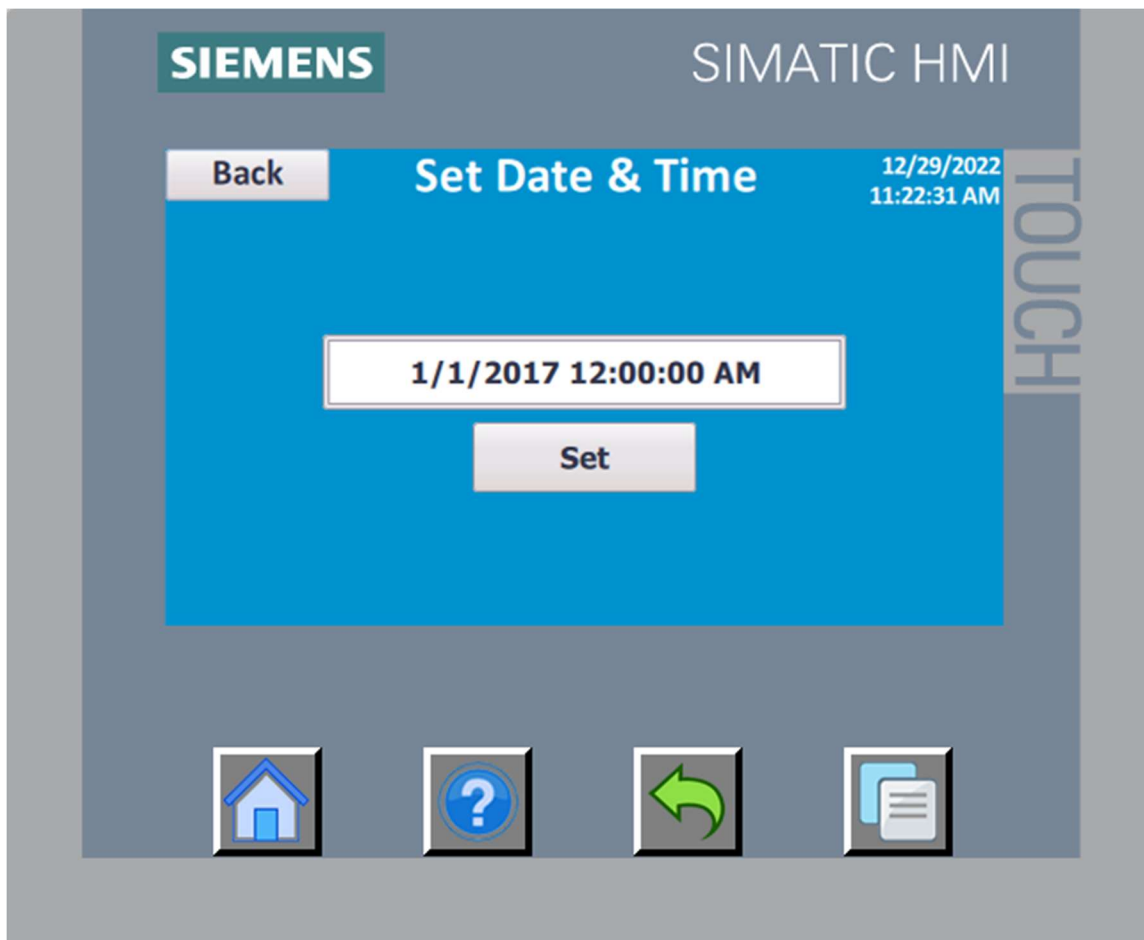 SIEMENS
SIMATIC HMI
Back
Set Date & Time
12/29/2022
11:22:31 AM
TOUCH
1/1/2017 12:00:00 AM
Set
?